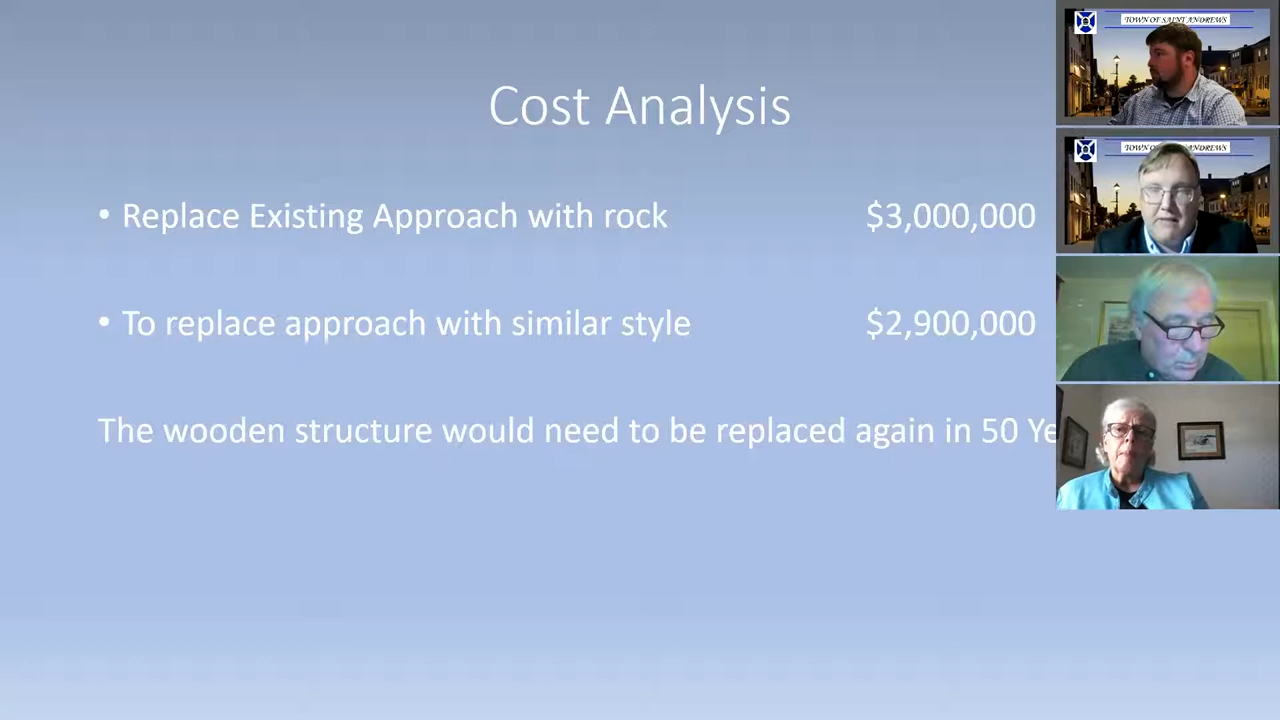 Cost Analysis
• Replace Existing Approach with rock $3,000,000
• To replace approach with similar style $2,900,000
The wooden structure would need to be replaced again in 50 Ye
TOWN OF SAINT ANDREWS
TOWN OF ANDREWS